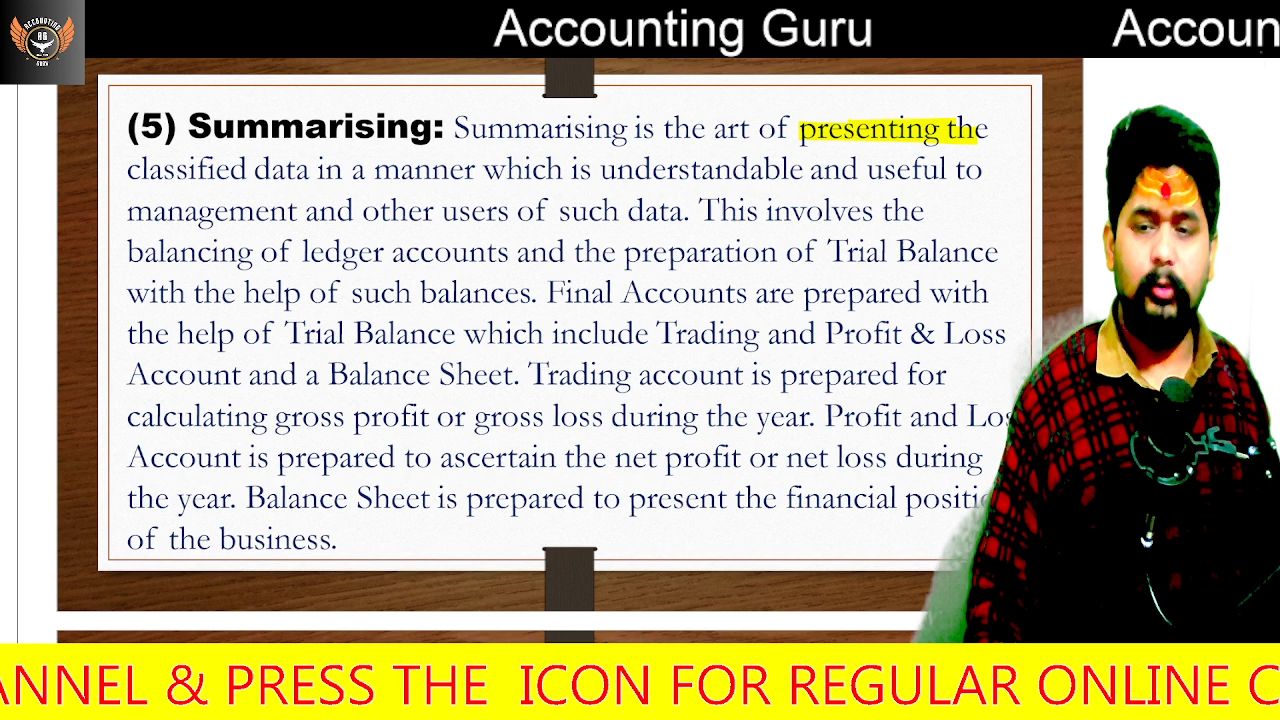 Accounting Guru
Accoun
ACCOUNTING
AG
GURU
(5) Summarising: Summarising is the art of presenting the
classified data in a manner which is understandable and useful to
management and other users of such data. This involves the
balancing of ledger accounts and the preparation of Trial Balance
with the help of such balances. Final Accounts are prepared with
the help of Trial Balance which include Trading and Profit & Loss
Account and a Balance Sheet. Trading account is prepared for
calculating gross profit or gross loss during the year. Profit and Los
Account is prepared to ascertain the net profit or net loss during
the year. Balance Sheet is prepared to present the financial positi
of the business.
ANNEL & PRESS THE ICON FOR REGULAR ONLINE C